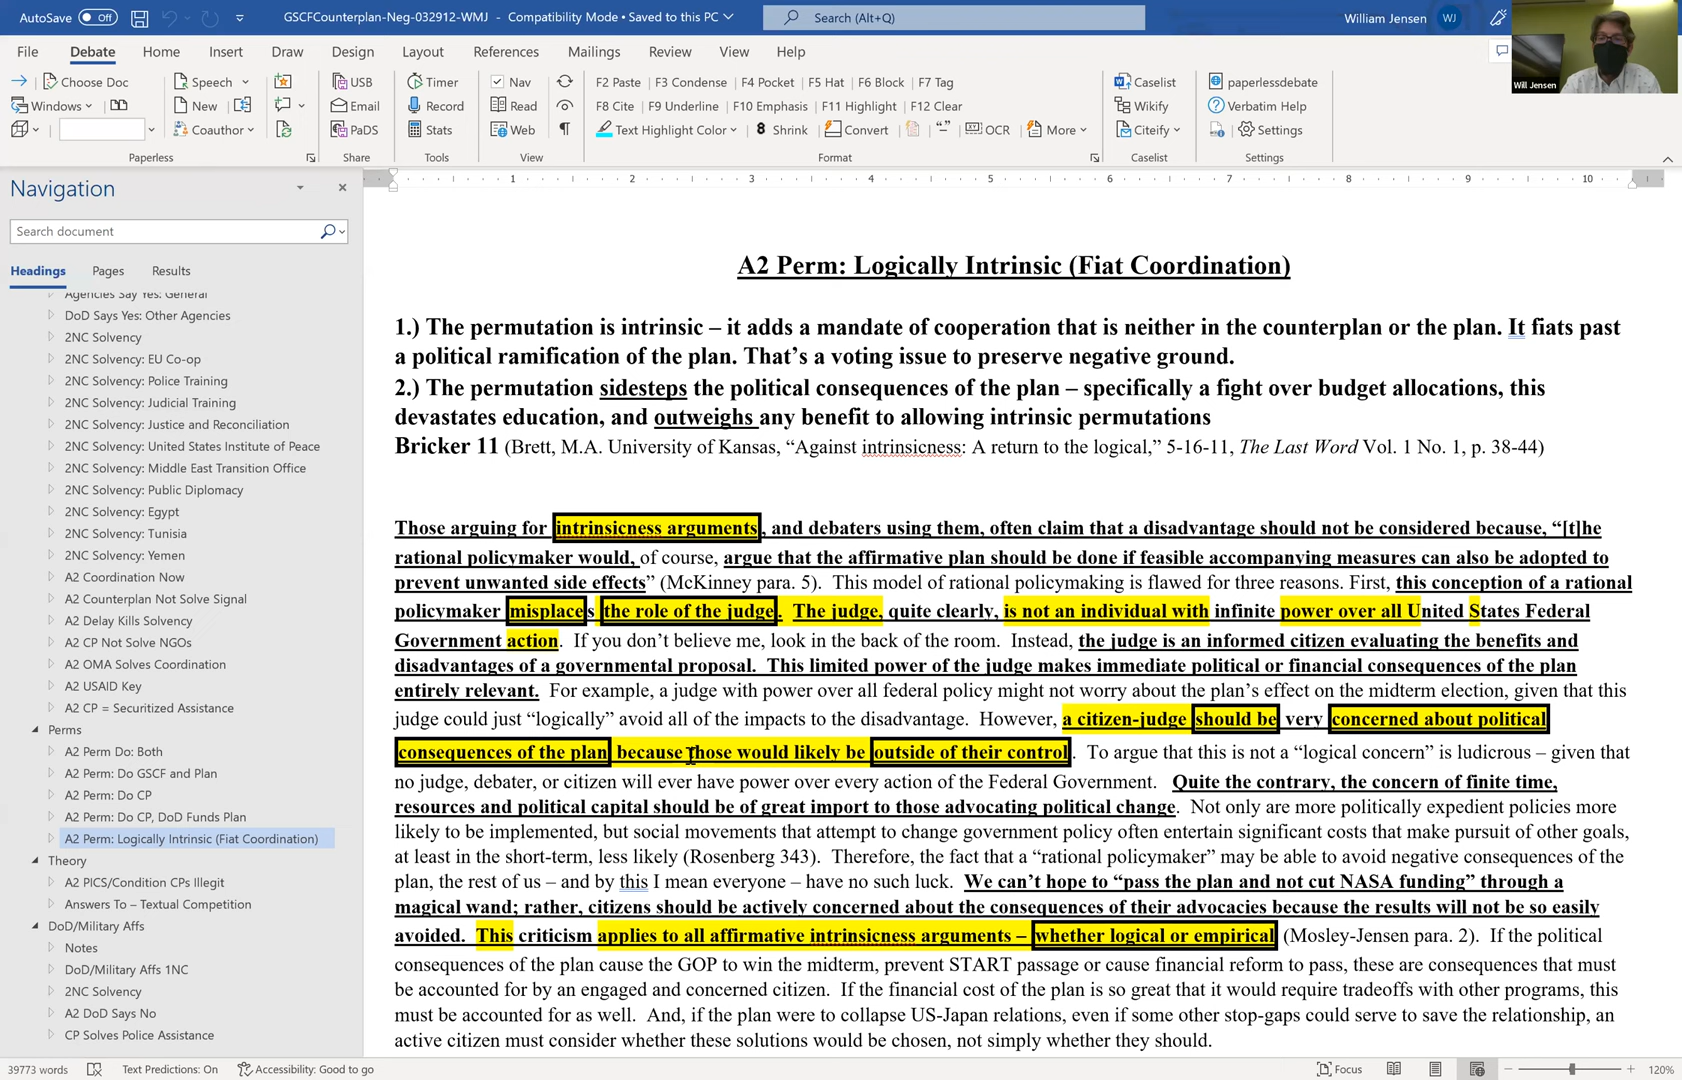 AutoSave Off GSCFCounterplan-Neg-032912-WMJ - Compatibility Mode • Saved to this PC Search (Alt+Q) William Jensen WJ
File Debate Home Insert Draw Design Layout References Mailings Review View Help
Choose Doc Speech USB Timer Nav F2 Paste F3 Condense F4 Pocket F5 Hat F6 Block F7 Tag Caselist paperlessdebate
Windows New Email Record Read F8 Cite F9 Underline F10 Emphasis F11 Highlight F12 Clear Wikify Verbatim Help
Coauthor PaDS Stats Web Text Highlight Color 8 Shrink Convert OCR More Citeify Settings
Paperless Share Tools View Format Caselist Settings
Will Jensen
Navigation
Search document
Headings Pages Results
Agencies Say Yes: General
DoD Says Yes: Other Agencies
2NC Solvency
2NC Solvency: EU Co-op
2NC Solvency: Police Training
2NC Solvency: Judicial Training
2NC Solvency: Justice and Reconciliation
2NC Solvency: United States Institute of Peace
2NC Solvency: Middle East Transition Office
2NC Solvency: Public Diplomacy
2NC Solvency: Egypt
2NC Solvency: Tunisia
2NC Solvency: Yemen
A2 Coordination Now
A2 Counterplan Not Solve Signal
A2 Delay Kills Solvency
A2 CP Not Solve NGOs
A2 OMA Solves Coordination
A2 USAID Key
A2 CP = Securitized Assistance
Perms
A2 Perm Do: Both
A2 Perm: Do GSCF and Plan
A2 Perm: Do CP
A2 Perm: Do CP, DoD Funds Plan
A2 Perm: Logically Intrinsic (Fiat Coordination)
Theory
A2 PICS/Condition CPs Illegit
Answers To – Textual Competition
DoD/Military Affs
Notes
DoD/Military Affs 1NC
2NC Solvency
A2 DoD Says No
CP Solves Police Assistance
1 2 3 4 5 6 7 8 9 10
A2 Perm: Logically Intrinsic (Fiat Coordination)
1.) The permutation is intrinsic – it adds a mandate of cooperation that is neither in the counterplan or the plan. It fiats past
a political ramification of the plan. That's a voting issue to preserve negative ground.
2.) The permutation sidesteps the political consequences of the plan – specifically a fight over budget allocations, this
devastates education, and outweighs any benefit to allowing intrinsic permutations
Bricker 11 (Brett, M.A. University of Kansas, “Against intrinsicness: A return to the logical,” 5-16-11, The Last Word Vol. 1 No. 1, p. 38-44)
Those arguing for intrinsicness arguments, and debaters using them, often claim that a disadvantage should not be considered because, “[t]he
rational policymaker would, of course, argue that the affirmative plan should be done if feasible accompanying measures can also be adopted to
prevent unwanted side effects” (McKinney para. 5). This model of rational policymaking is flawed for three reasons. First, this conception of a rational
policymaker misplaces the role of the judge. The judge, quite clearly, is not an individual with infinite power over all United States Federal
Government action. If you don't believe me, look in the back of the room. Instead, the judge is an informed citizen evaluating the benefits and
disadvantages of a governmental proposal. This limited power of the judge makes immediate political or financial consequences of the plan
entirely relevant. For example, a judge with power over all federal policy might not worry about the plan's effect on the midterm election, given that this
judge could just “logically” avoid all of the impacts to the disadvantage. However, a citizen-judge should be very concerned about political
consequences of the plan because those would likely be outside of their control. To argue that this is not a “logical concern” is ludicrous – given that
no judge, debater, or citizen will ever have power over every action of the Federal Government. Quite the contrary, the concern of finite time,
resources and political capital should be of great import to those advocating political change. Not only are more politically expedient policies more
likely to be implemented, but social movements that attempt to change government policy often entertain significant costs that make pursuit of other goals,
at least in the short-term, less likely (Rosenberg 343). Therefore, the fact that a “rational policymaker” may be able to avoid negative consequences of the
plan, the rest of us – and by this I mean everyone – have no such luck. We can't hope to “pass the plan and not cut NASA funding” through a
magical wand; rather, citizens should be actively concerned about the consequences of their advocacies because the results will not be so easily
avoided. This criticism applies to all affirmative intrinsicness arguments – whether logical or empirical (Mosley-Jensen para. 2). If the political
consequences of the plan cause the GOP to win the midterm, prevent START passage or cause financial reform to pass, these are consequences that must
be accounted for by an engaged and concerned citizen. If the financial cost of the plan is so great that it would require tradeoffs with other programs, this
must be accounted for as well. And, if the plan were to collapse US-Japan relations, even if some other stop-gaps could serve to save the relationship, an
active citizen must consider whether these solutions would be chosen, not simply whether they should.
39773 words Text Predictions: On Accessibility: Good to go Focus 120%